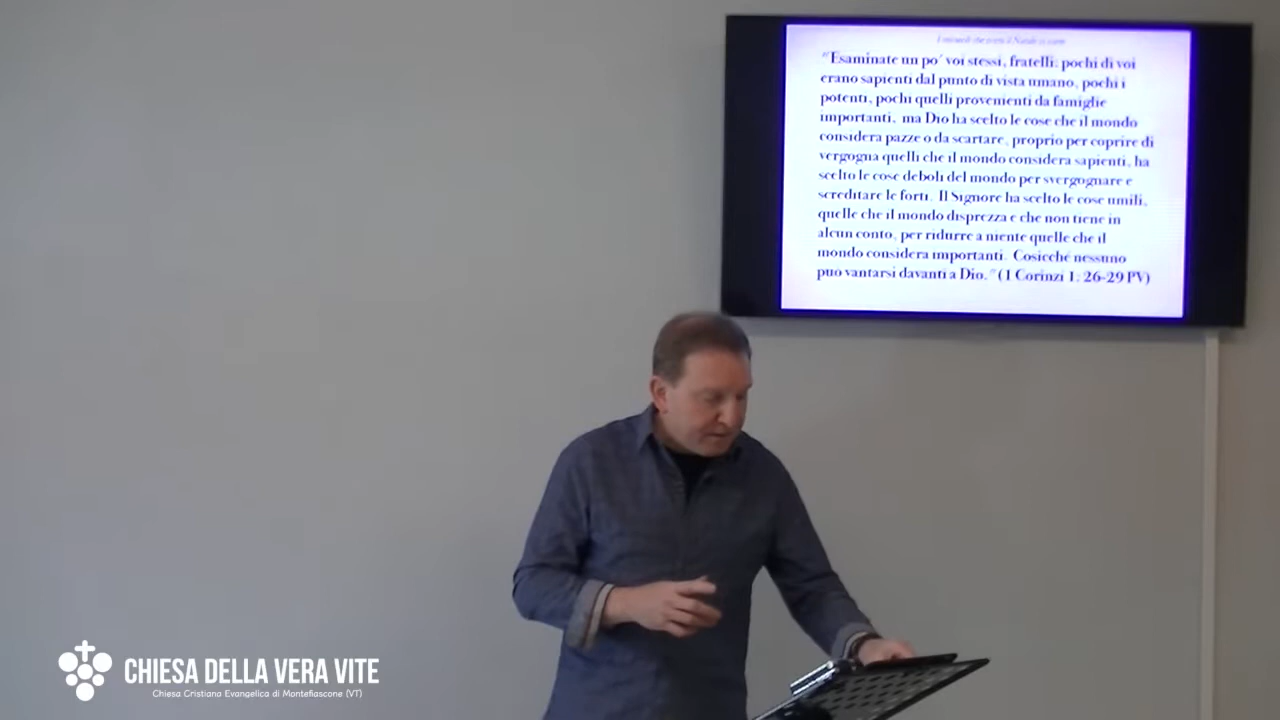 "Esaminate un po' voi stessi, fratelli: pochi di voi
erano sapienti dal punto di vista umano, pochi i
potenti, pochi quelli provenienti da famiglie
importanti, ma Dio ha scelto le cose che il mondo
considera pazze o da scartare, proprio per coprire di
vergogna quelli che il mondo considera sapienti, ha
scelto le cose deboli del mondo per svergognare e
screditare le forti. Il Signore ha scelto le cose umili,
quelle che il mondo disprezza e che non tiene in
alcun conto, per ridurre a niente quelle che il
mondo considera importanti. Cosicché nessuno
può vantarsi davanti a Dio." (1 Corinzi 1: 26-29 PV)
CHIESA DELLA VERA VITE
Chiesa Cristiana Evangelica di Montefiascone (VT)